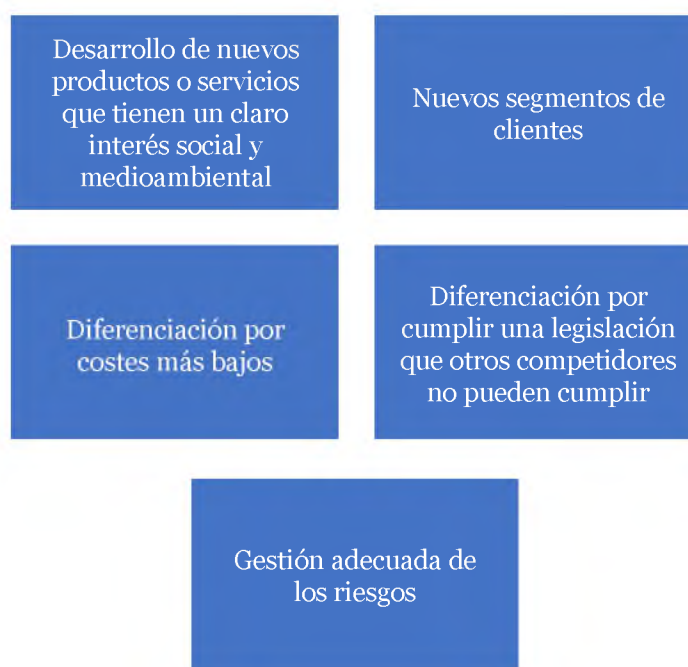 Desarrollo de nuevos
productos o servicios
que tienen un claro
interés social y
medioambiental
Nuevos segmentos de
clientes
Diferenciación por
costes más bajos
Diferenciación por
cumplir una legislación
que otros competidores
no pueden cumplir
Gestión adecuada de
los riesgos